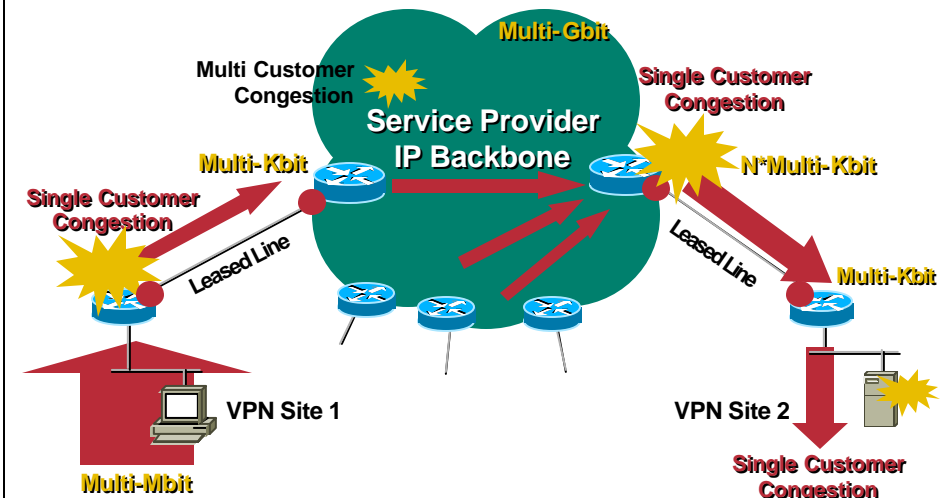 Multi-Gbit
Multi Customer
Congestion
Single Customer
Congestion
Service Provider
IP Backbone
Multi-Kbit
N*Multi-Kbit
Single Customer
Congestion
Leased Line
Leased Line
Multi-Kbit
VPN Site 1
VPN Site 2
Multi-Mbit
Single Customer
Congestion